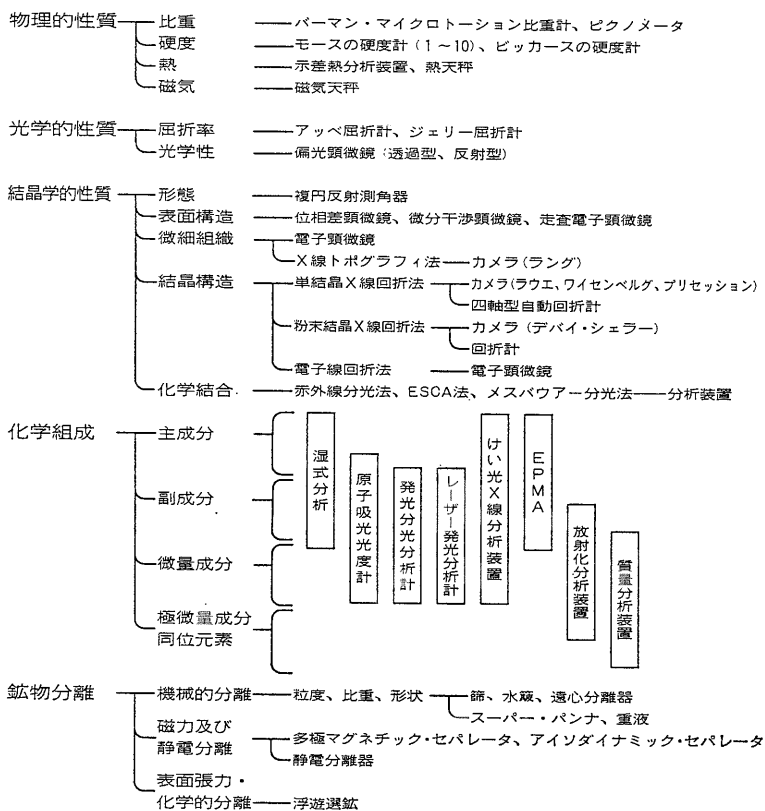 物理的性質 比重 バーマン・マイクロトーション比重計、ピクノメータ
硬度 モースの硬度計(1～10)、ビッカースの硬度計
熱 示差熱分析装置、熱天秤
磁気 磁気天秤
光学的性質 屈折率 アッベ屈折計、ジェリー屈折計
光学性 偏光顕微鏡(透過型、反射型)
結晶学的性質 形態 複円反射測角器
表面構造 位相差顕微鏡、微分干渉顕微鏡、走査電子顕微鏡
微細組織 電子顕微鏡
X線トポグラフィ法 カメラ(ラング)
結晶構造 単結晶X線回折法 カメラ(ラウエ、ワイセンベルグ、プリセッション)
四軸型自動回折計
粉末結晶X線回折法 カメラ(デバイ・シェラー)
回折計
電子線回折法 電子顕微鏡
化学結合 赤外線分光法、ESCA法、メスバウアー分光法 分析装置
化学組成 主成分
副成分
微量成分
極微量成分
同位元素
湿式分析
原子吸光光度計
発光分光分析計
レーザー発光分析計
けい光X線分析装置
EPMA
放射化分析装置
質量分析装置
鉱物分離 機械的分離 粒度、比重、形状 篩、水簸、遠心分離器
スーパー・パンナ、重液
磁力及び
静電分離 多極マグネチック・セパレータ、アイソダイナミック・セパレータ
静電分離器
表面張力・
化学的分離 浮遊選鉱